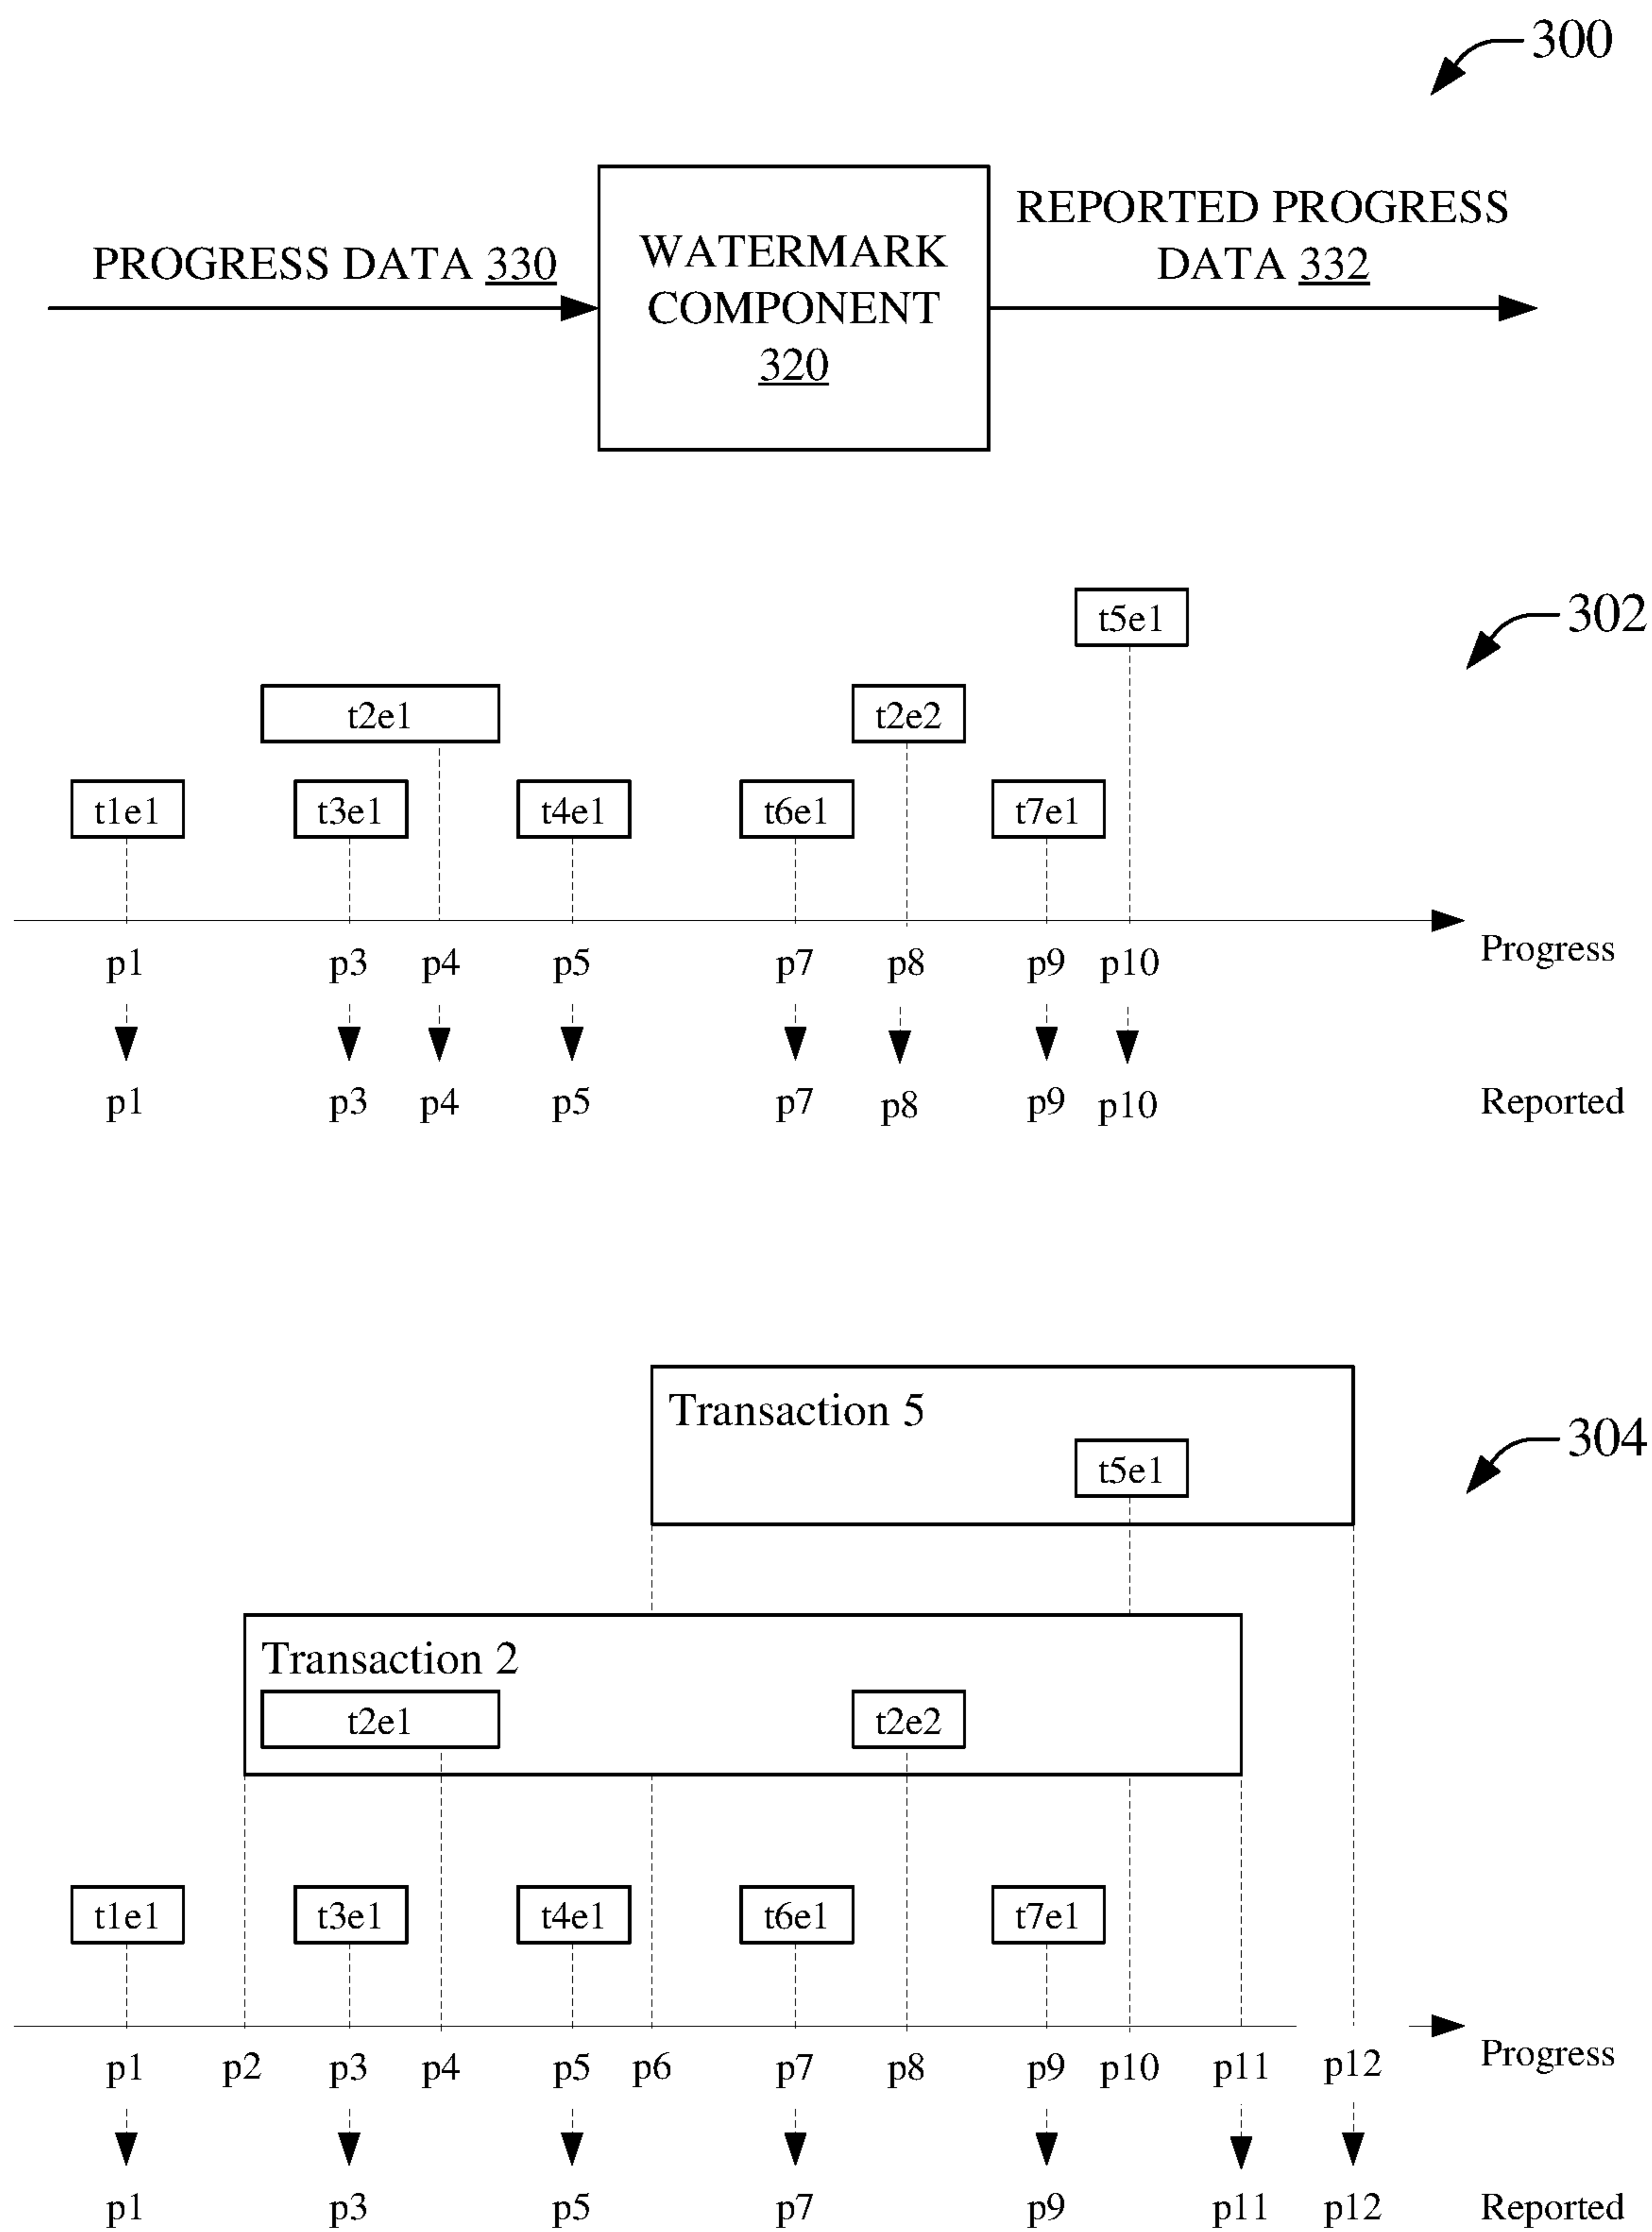 300
REPORTED PROGRESS
DATA 332
PROGRESS DATA 330
WATERMARK
COMPONENT
320
302
t5e1
t2e1 t2e2
t1e1 t3e1 t4e1 t6e1 t7e1
p1 p3 p4 p5 p7 p8 p9 p10 Progress
p1 p3 p4 p5 p7 p8 p9 p10 Reported
304
Transaction 5
t5e1
Transaction 2
t2e1 t2e2
t1e1 t3e1 t4e1 t6e1 t7e1
p1 p2 p3 p4 p5 p6 p7 p8 p9 p10 p11 p12 Progress
p1 p3 p5 p7 p9 p11 p12 Reported